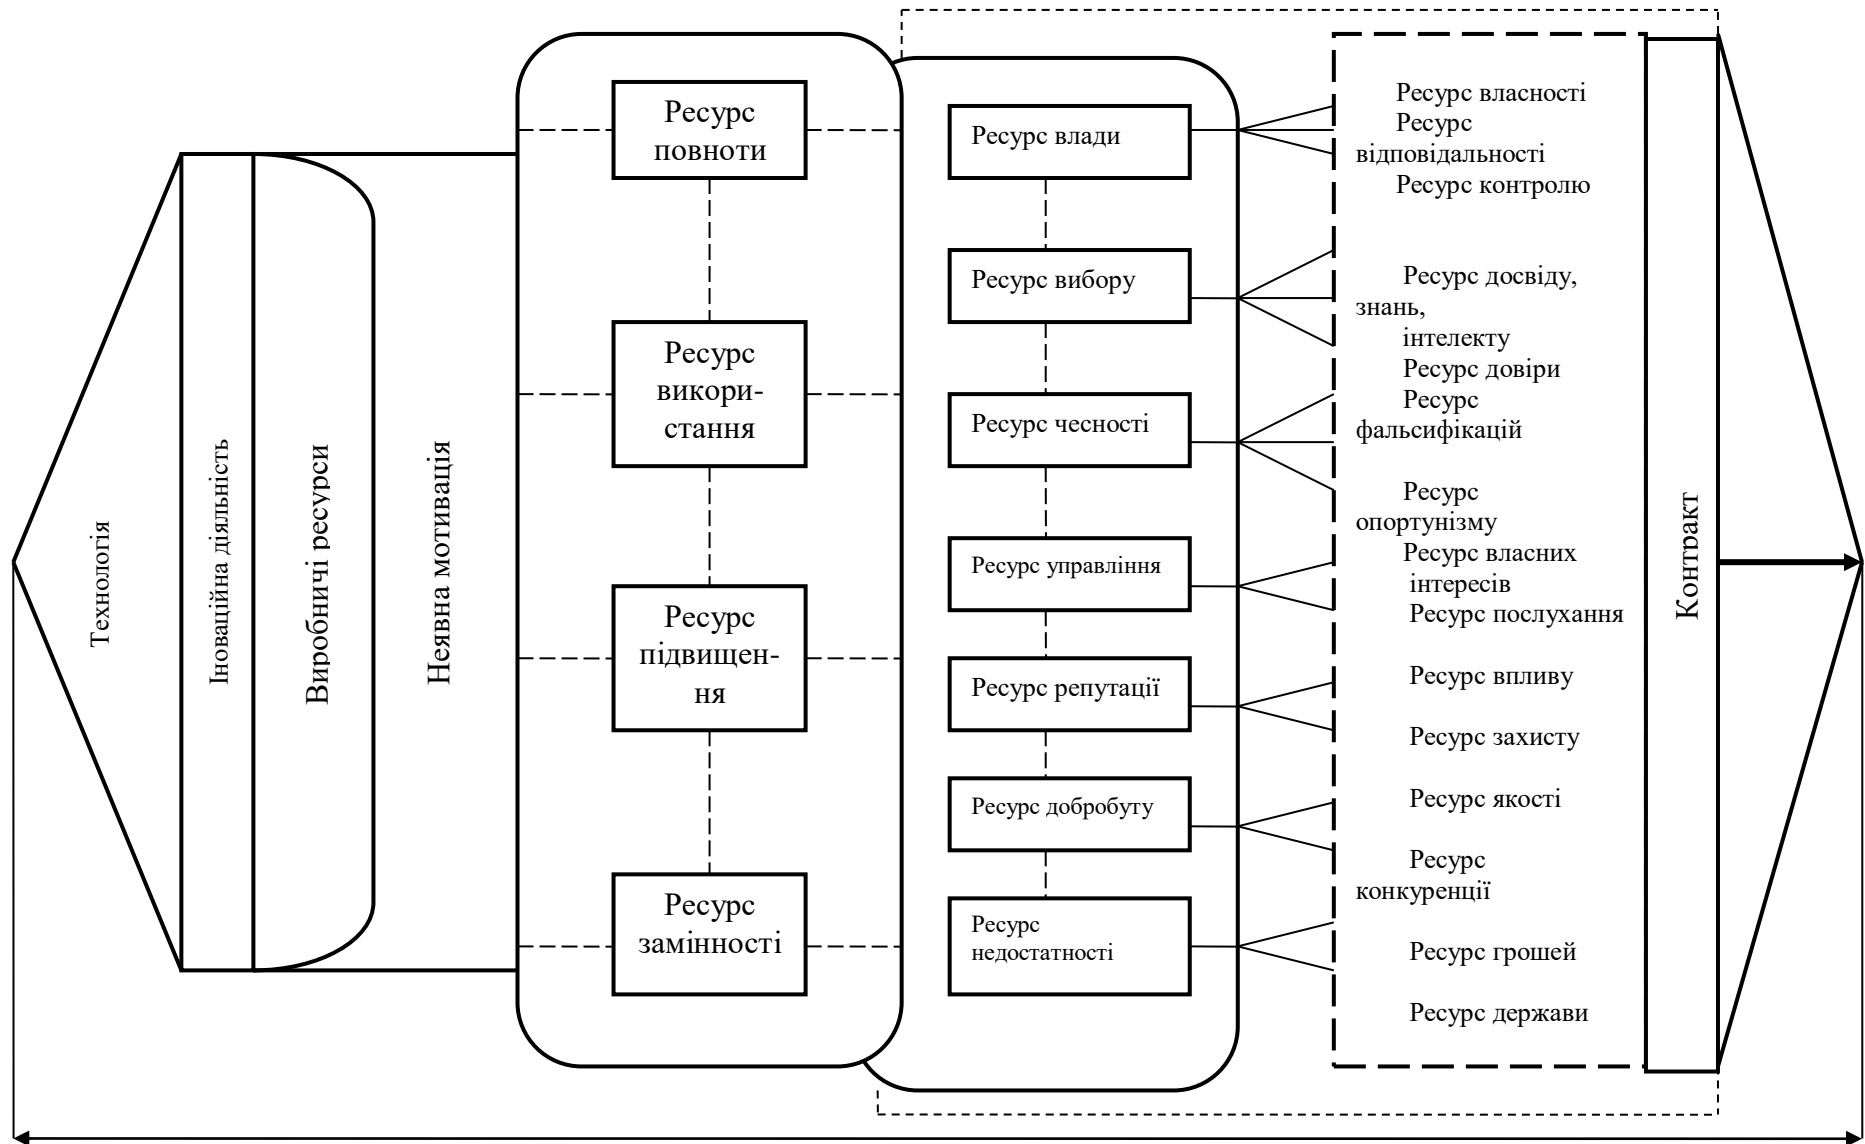 Технологія
Іноваційна діяльність
Виробничі ресурси
Неявна мотивація
Ресурс
повноти
Ресурс
викори-
стання
Ресурс
підвищен-
ня
Ресурс
замінності
Ресурс влади
Ресурс вибору
Ресурс чесності
Ресурс управління
Ресурс репутації
Ресурс добробуту
Ресурс
недостатності
Ресурс власності
Ресурс
відповідальності
Ресурс контролю
Ресурс досвіду,
знань,
інтелекту
Ресурс довіри
Ресурс
фальсифікацій
Ресурс
опортунізму
Ресурс власних
інтересів
Ресурс послухання
Ресурс впливу
Ресурс захисту
Ресурс якості
Ресурс
конкуренції
Ресурс грошей
Ресурс держави
Контракт